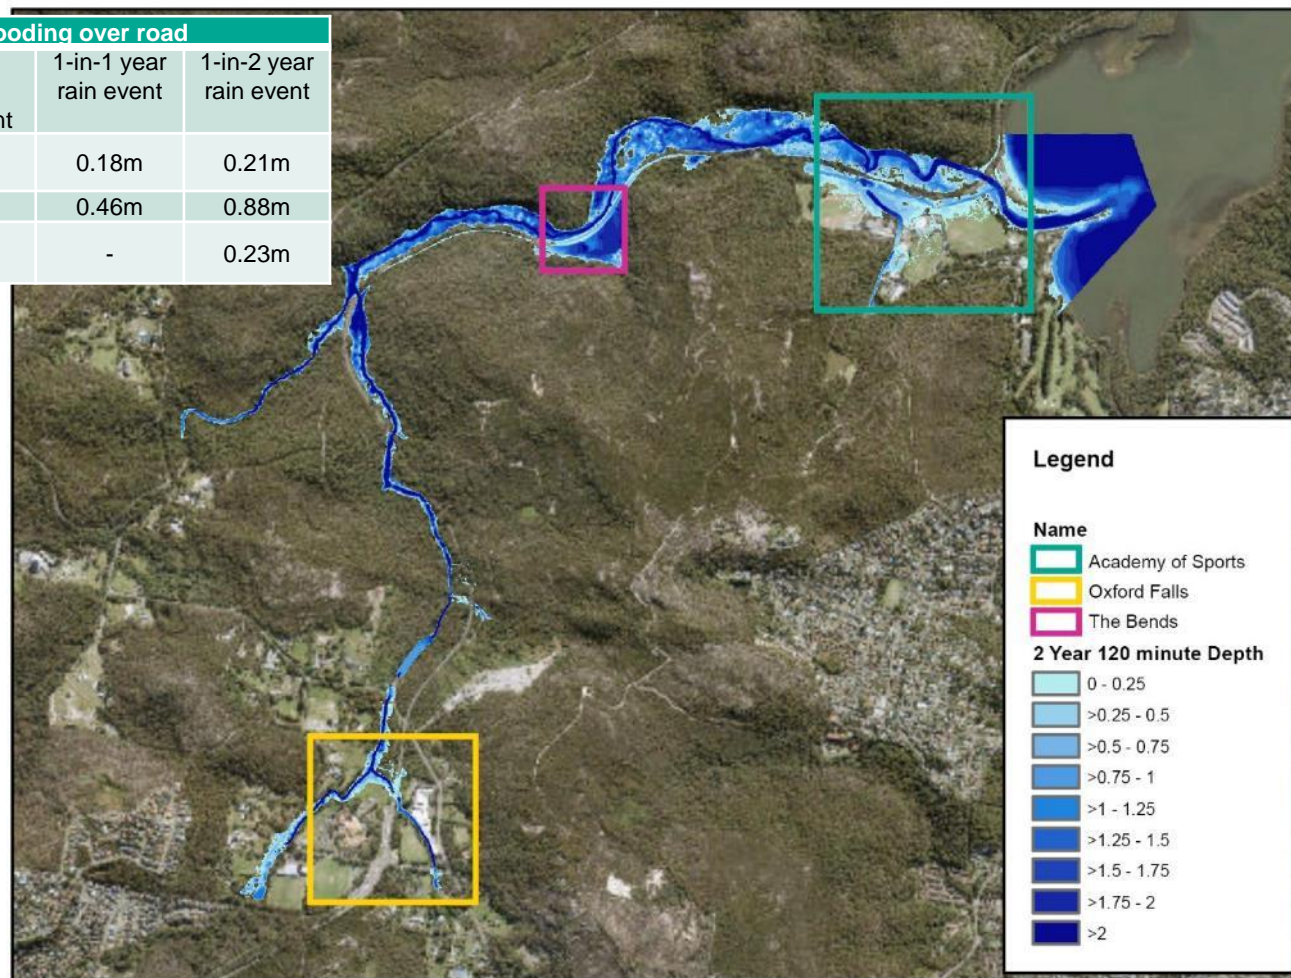 ooding over road
1-in-1 year 1-in-2 year
rain event rain event
nt
0.18m 0.21m
0.46m 0.88m
- 0.23m
Legend
Name
Academy of Sports
Oxford Falls
The Bends
2 Year 120 minute Depth
0 - 0.25
>0.25 - 0.5
>0.5 - 0.75
>0.75 - 1
>1 - 1.25
>1.25 - 1.5
>1.5 - 1.75
>1.75 - 2
>2